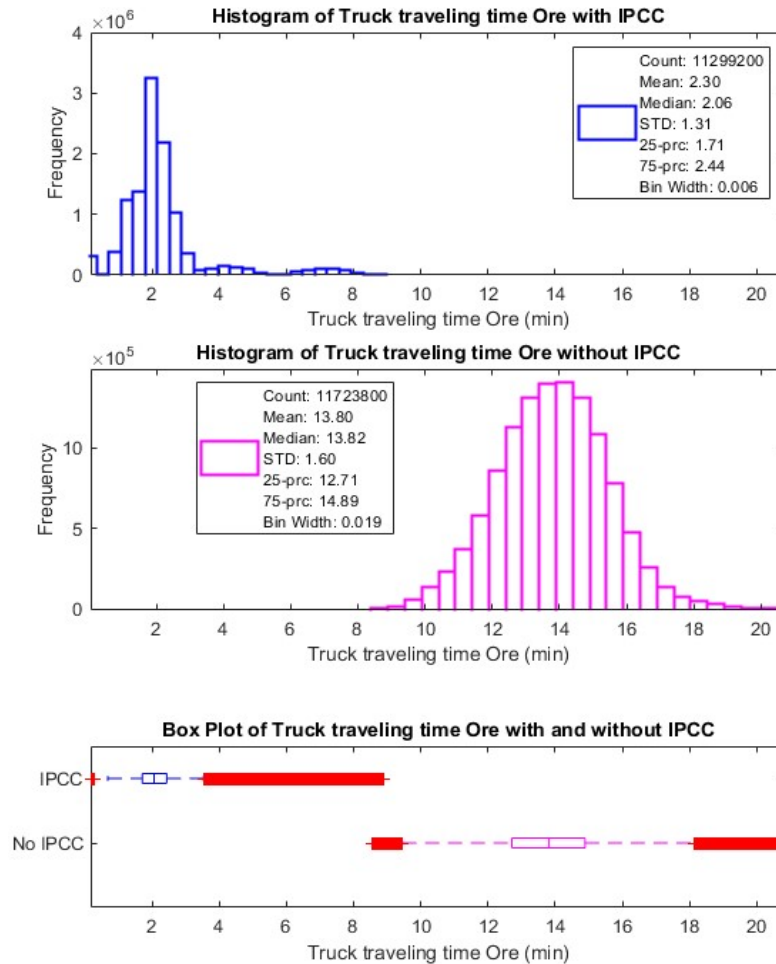 Histogram of Truck traveling time Ore with IPCC
×10^6
4
3
2
1
0
Frequency
Count: 11299200
Mean: 2.30
Median: 2.06
STD: 1.31
25-prc: 1.71
75-prc: 2.44
Bin Width: 0.006
2 4 6 8 10 12 14 16 18 20
Truck traveling time Ore (min)
Histogram of Truck traveling time Ore without IPCC
×10^5
10
5
0
Frequency
Count: 11723800
Mean: 13.80
Median: 13.82
STD: 1.60
25-prc: 12.71
75-prc: 14.89
Bin Width: 0.019
2 4 6 8 10 12 14 16 18 20
Truck traveling time Ore (min)
Box Plot of Truck traveling time Ore with and without IPCC
IPCC
No IPCC
2 4 6 8 10 12 14 16 18 20
Truck traveling time Ore (min)